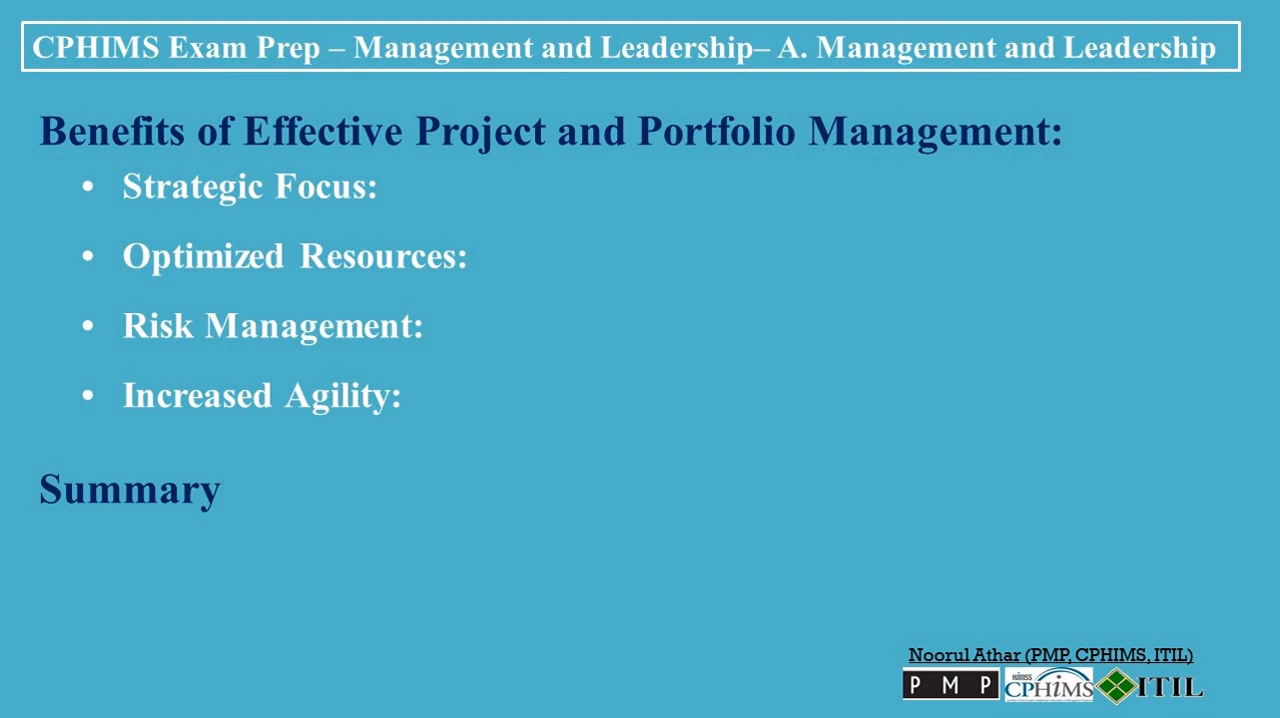 CPHIMS Exam Prep – Management and Leadership– A. Management and Leadership
Benefits of Effective Project and Portfolio Management:
• Strategic Focus:
• Optimized Resources:
• Risk Management:
• Increased Agility:
Summary
Noorul Athar (PMP, CPHIMS, ITIL)
PMP
himss
CPHiMS
ITIL